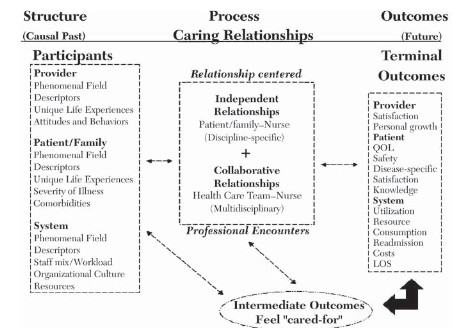 Structure
(Causal Past)
Process
Caring Relationships
Outcomes
(Future)
Participants
Provider
Phenomenal Field
Descriptors
Unique Life Experiences
Attitudes and Behaviors
Patient/Family
Phenomenal Field
Descriptors
Unique Life Experiences
Severity of Illness
Comorbidities
System
Phenomenal Field
Descriptors
Staff mix/Workload
Organizational Culture
Resources
Relationship centered
Independent
Relationships
Patient/family–Nurse
(Discipline-specific)
+
Collaborative
Relationships
Health Care Team–Nurse
(Multidisciplinary)
Professional Encounters
Terminal
Outcomes
Provider
Satisfaction
Personal growth
Patient
QOL
Safety
Disease-specific
Satisfaction
Knowledge
System
Utilization
Resource
Consumption
Readmission
Costs
LOS
Intermediate Outcomes
Feel "cared-for"